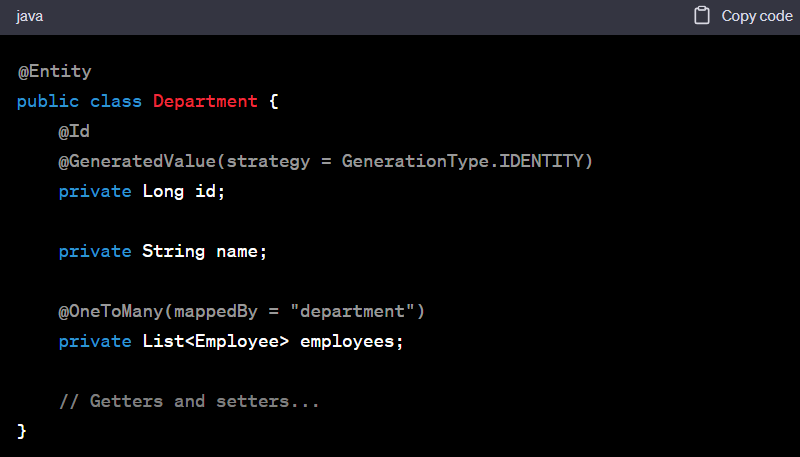 java
Copy code
@Entity
public class Department {
@Id
@GeneratedValue(strategy = GenerationType.IDENTITY)
private Long id;
private String name;
@OneToMany(mappedBy = "department")
private List<Employee> employees;
// Getters and setters...
}